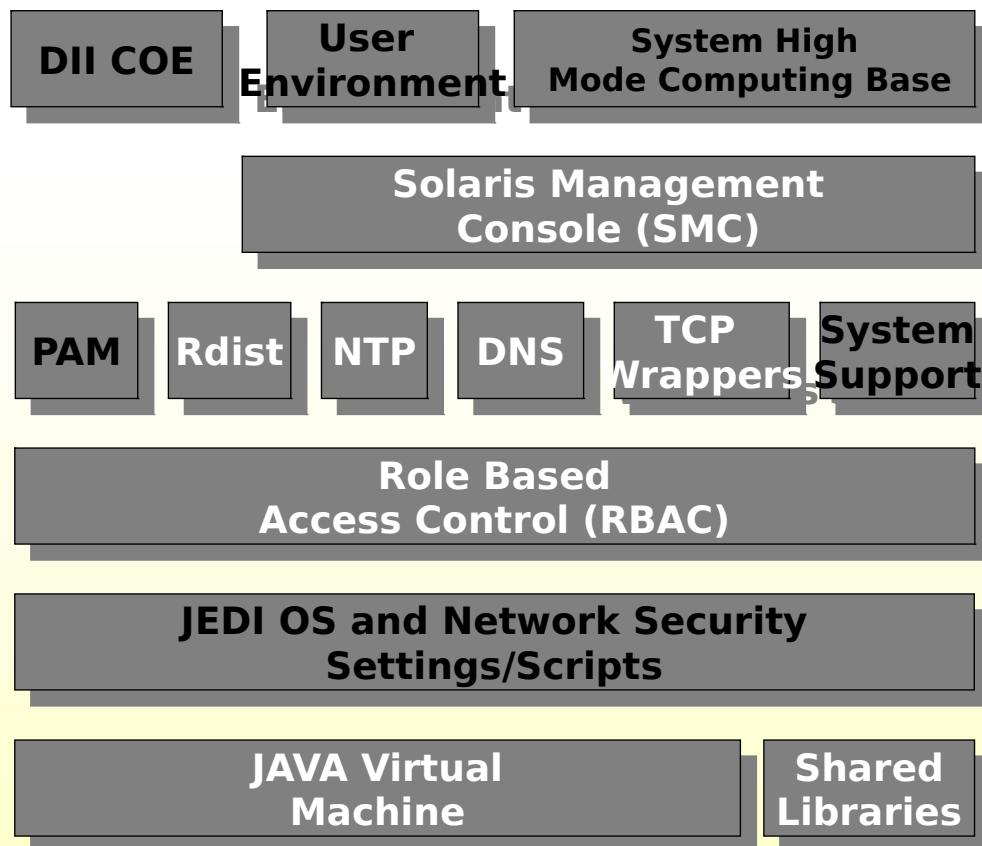 DII COE
User
Environment
System High
Mode Computing Base
Solaris Management
Console (SMC)
PAM
Rdist
NTP
DNS
TCP
Wrappers
System
Support
Role Based
Access Control (RBAC)
JEDI OS and Network Security
Settings/Scripts
JAVA Virtual
Machine
Shared
Libraries